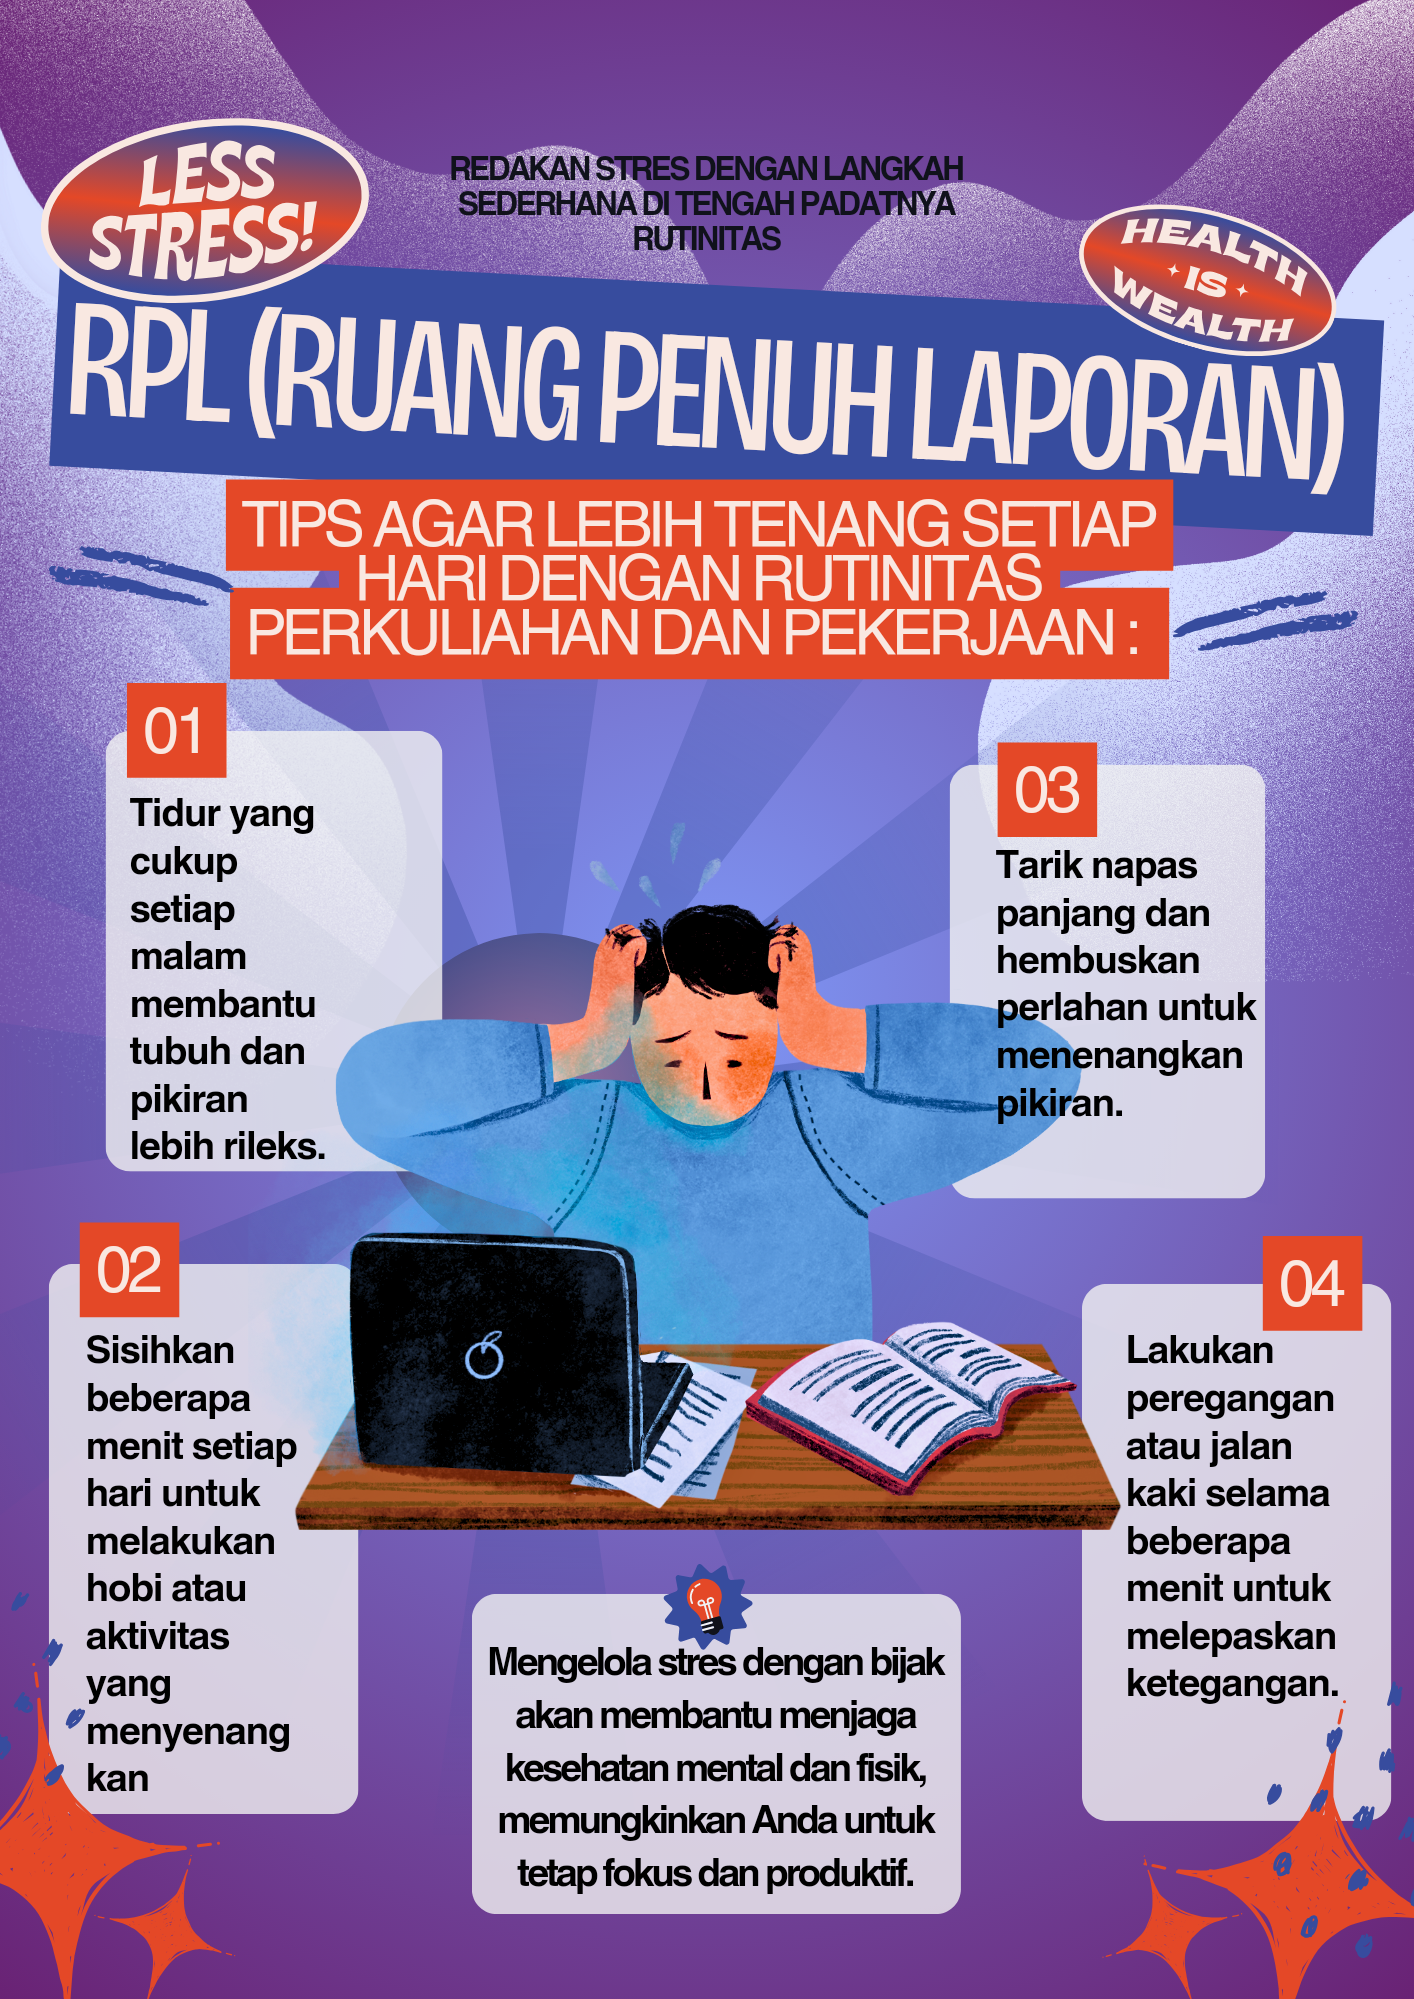 LESS
STRESS!
REDAKAN STRES DENGAN LANGKAH
SEDERHANA DI TENGAH PADATNYA
RUTINITAS
HEALTH
IS
WEALTH
RPL (RUANG PENUH LAPORAN)
TIPS AGAR LEBIH TENANG SETIAP
HARI DENGAN RUTINITAS
PERKULIAHAN DAN PEKERJAAN :
01
Tidur yang
cukup
setiap
malam
membantu
tubuh dan
pikiran
lebih rileks.
02
Sisihkan
beberapa
menit setiap
hari untuk
melakukan
hobi atau
aktivitas
yang
menyenang
kan
03
Tarik napas
panjang dan
hembuskan
perlahan untuk
menenangkan
pikiran.
04
Lakukan
peregangan
atau jalan
kaki selama
beberapa
menit untuk
melepaskan
ketegangan.
Mengelola stres dengan bijak
akan membantu menjaga
kesehatan mental dan fisik,
memungkinkan Anda untuk
tetap fokus dan produktif.